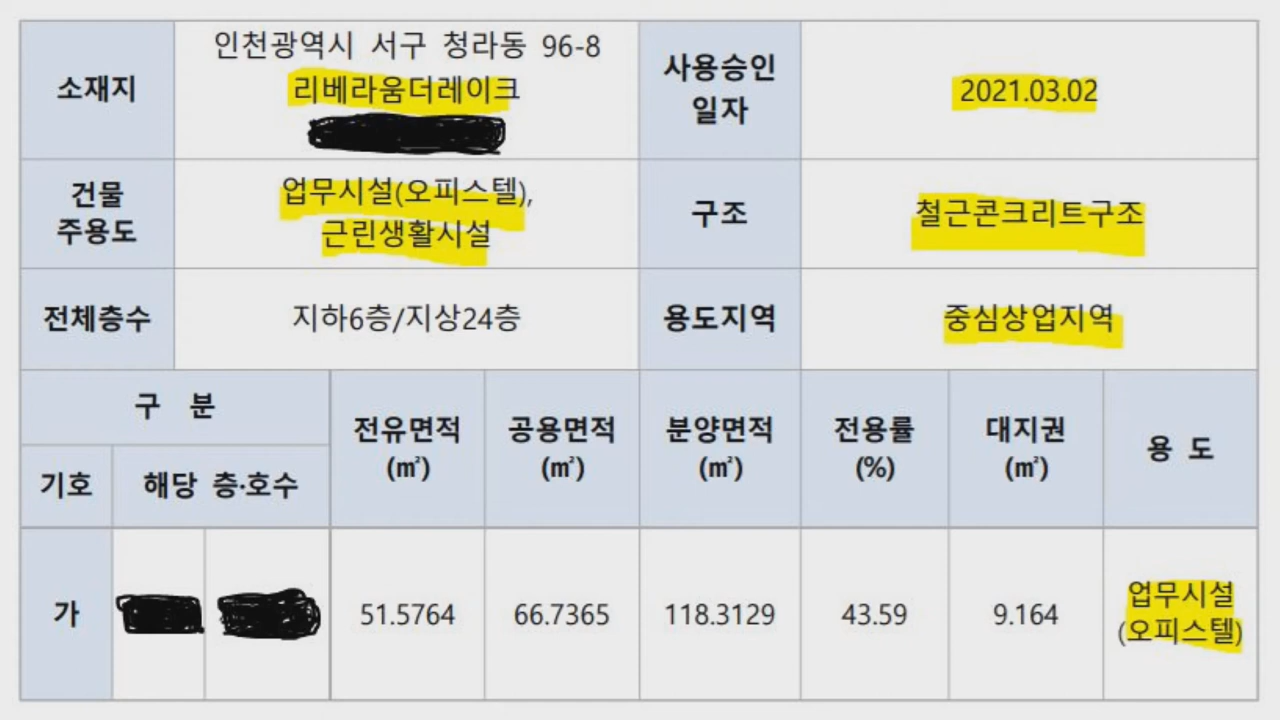 소재지
인천광역시 서구 청라동 96-8
리베라움더레이크
사용승인
일자
2021.03.02
건물
주용도
업무시설(오피스텔),
근린생활시설
구조
철근콘크리트구조
전체층수
지하6층/지상24층
용도지역
중심상업지역
구 분
기호
해당 층·호수
전유면적
(㎡)
공용면적
(㎡)
분양면적
(㎡)
전용률
(%)
대지권
(㎡)
용 도
가
51.5764
66.7365
118.3129
43.59
9.164
업무시설
(오피스텔)